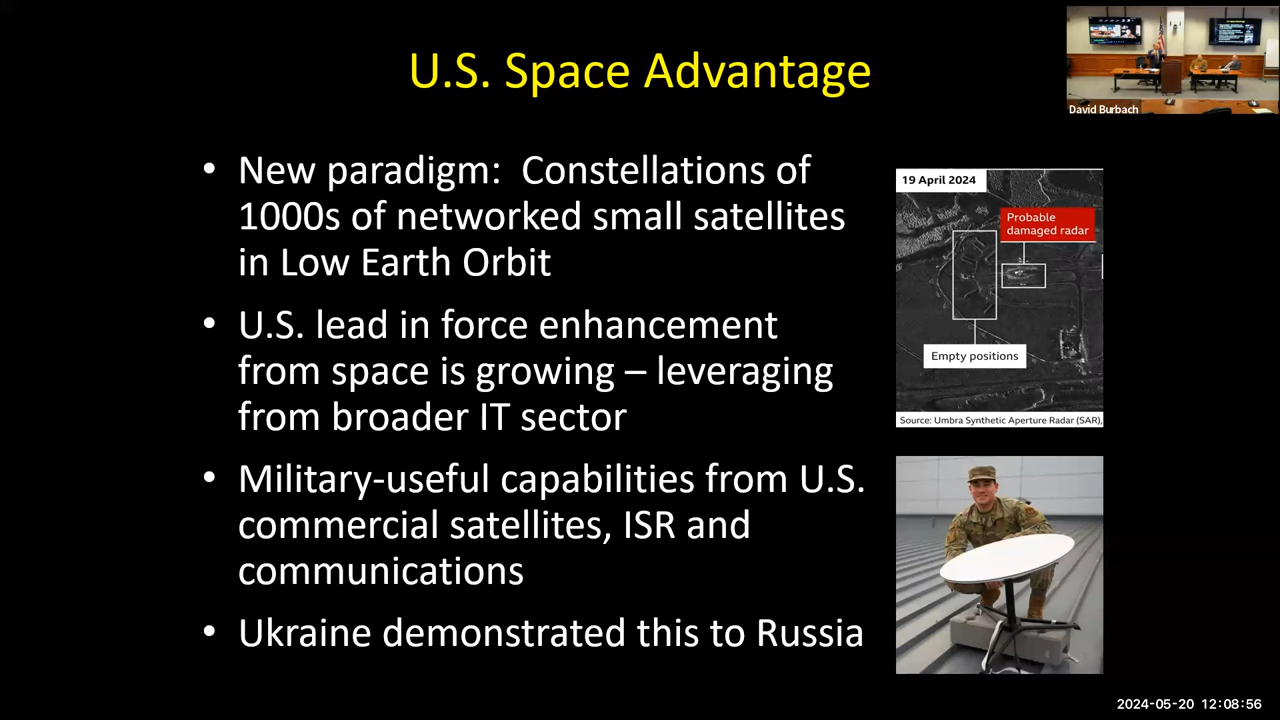 U.S. Space Advantage
David Burbach
• New paradigm:  Constellations of
1000s of networked small satellites
in Low Earth Orbit
• U.S. lead in force enhancement
from space is growing – leveraging
from broader IT sector
• Military-useful capabilities from U.S.
commercial satellites, ISR and
communications
• Ukraine demonstrated this to Russia
19 April 2024
Probable
damaged radar
Empty positions
Source: Umbra Synthetic Aperture Radar (SAR),
2024-05-20 12:08:56